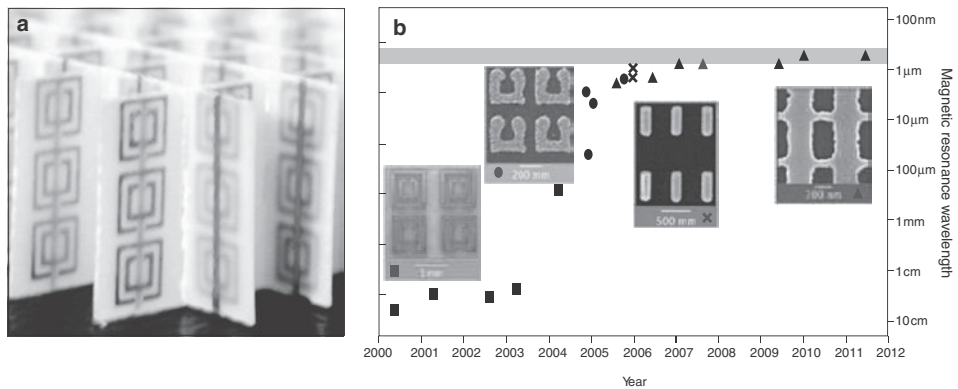 a
b
100nm
1μm
10μm
100μm
1mm
1cm
10cm
Magnetic resonance wavelength
200 mm
1 mm
500 nm
200 nm
2000 2001 2002 2003 2004 2005 2006 2007 2008 2009 2010 2011 2012
Year